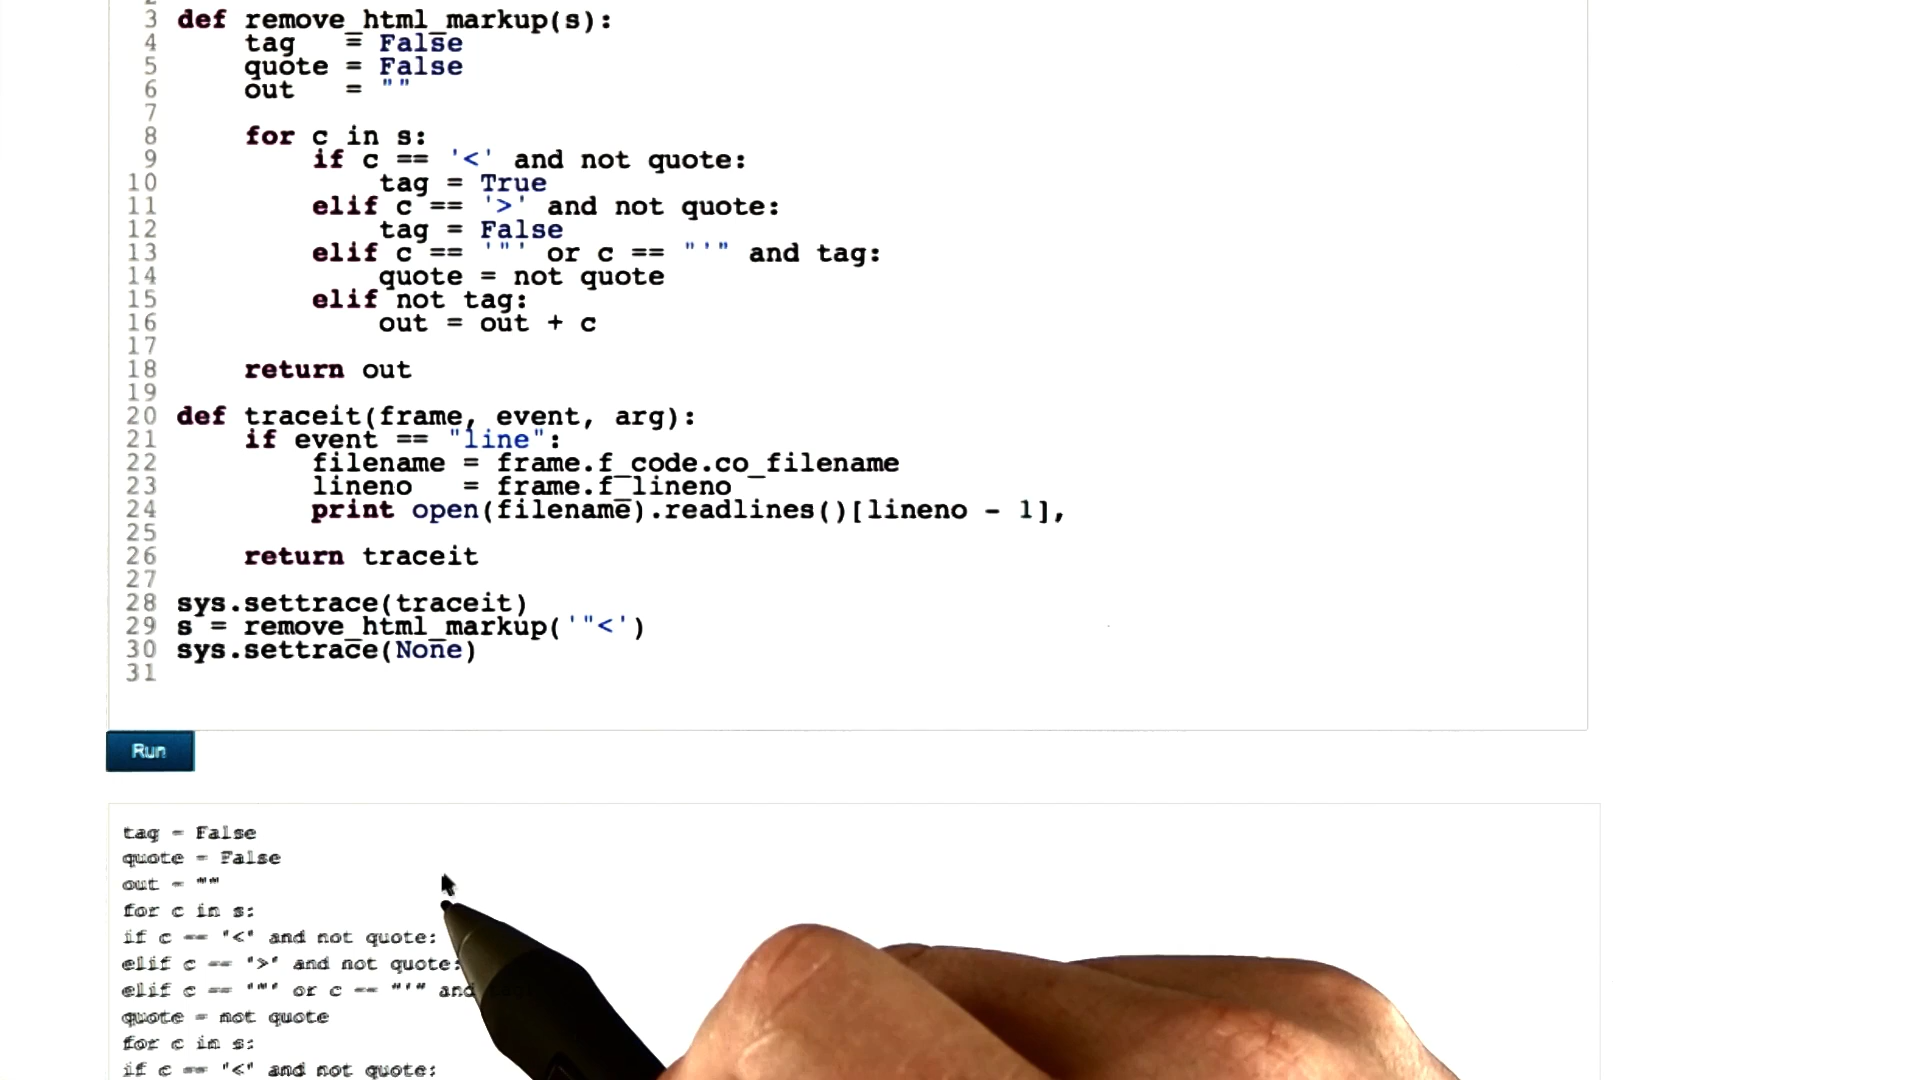 3 def remove_html_markup(s):
4     tag   = False
5     quote = False
6     out   = ""
7
8     for c in s:
9         if c == '<' and not quote:
10             tag = True
11         elif c == '>' and not quote:
12             tag = False
13         elif c == '"' or c == "'" and tag:
14             quote = not quote
15         elif not tag:
16             out = out + c
17
18     return out
19
20 def traceit(frame, event, arg):
21     if event == "line":
22         filename = frame.f_code.co_filename
23         lineno   = frame.f_lineno
24         print open(filename).readlines()[lineno - 1],
25
26     return traceit
27
28 sys.settrace(traceit)
29 s = remove_html_markup('"<')
30 sys.settrace(None)
31
Run
tag = False
quote = False
out = ""
for c in s:
if c == '<' and not quote:
elif c == '>' and not quote:
elif c == '"' or c == "'" and
quote = not quote
for c in s:
if c == '<' and not quote: